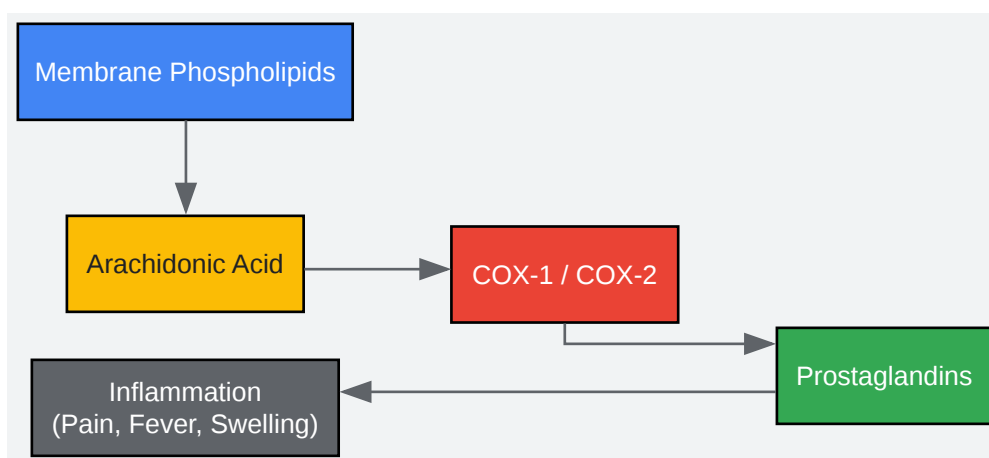 Membrane Phospholipids
Arachidonic Acid
COX-1 / COX-2
Prostaglandins
Inflammation
(Pain, Fever, Swelling)